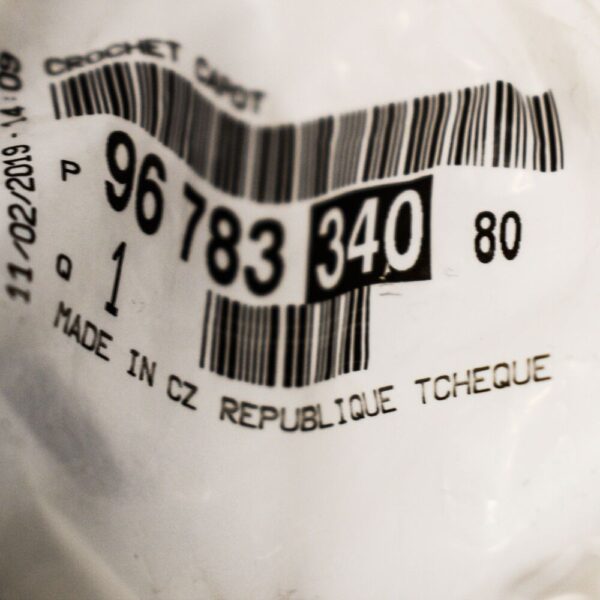 CROCHET CAPOT
11/02/2019-14:09
P 96 783 340 80
Q 1
MADE IN CZ REPUBLIQUE TCHEQUE